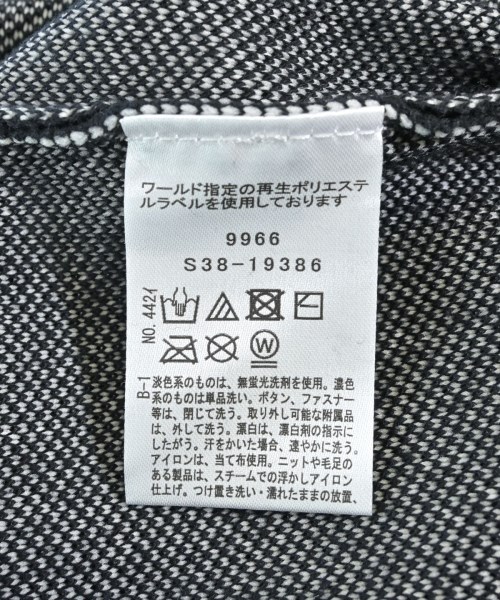 ワールド指定の再生ポリエステ
ルラベルを使用しております
9966
S38-19386
NO.442イ
W
B-1
淡色系のものは、無蛍光洗剤を使用。濃色
系のものは単品洗い。ボタン、ファスナー
等は、閉じて洗う。取り外し可能な付属品
は、外して洗う。漂白は、漂白剤の指示に
したがう。汗をかいた場合、速やかに洗う。
アイロンは、当て布使用。ニットや毛足の
ある製品は、スチームでの浮かしアイロン
仕上げ。つけ置き洗い・濡れたままの放置、